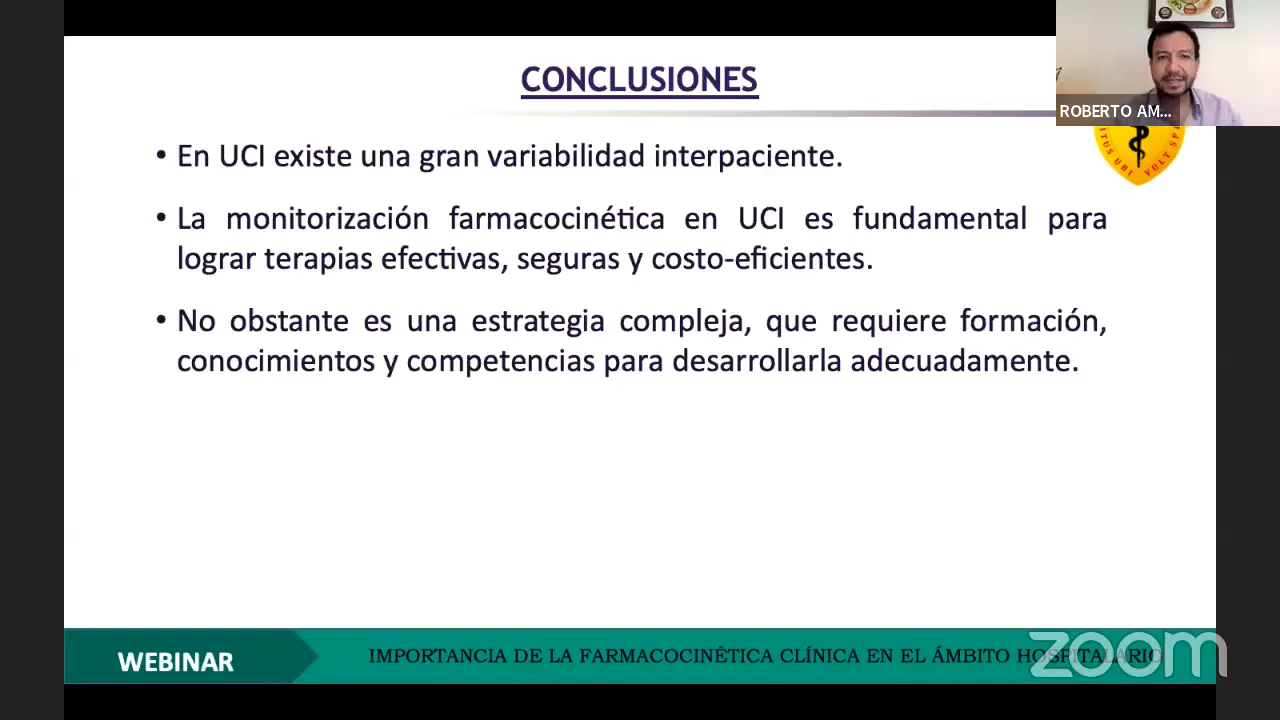 CONCLUSIONES
ROBERTO AM...
• En UCI existe una gran variabilidad interpaciente.
• La monitorización farmacocinética en UCI es fundamental para
lograr terapias efectivas, seguras y costo-eficientes.
• No obstante es una estrategia compleja, que requiere formación,
conocimientos y competencias para desarrollarla adecuadamente.
UBI VULT
WEBINAR
IMPORTANCIA DE LA FARMACOCINÉTICA CLÍNICA EN EL ÁMBITO HOSPITALARIO
zoom